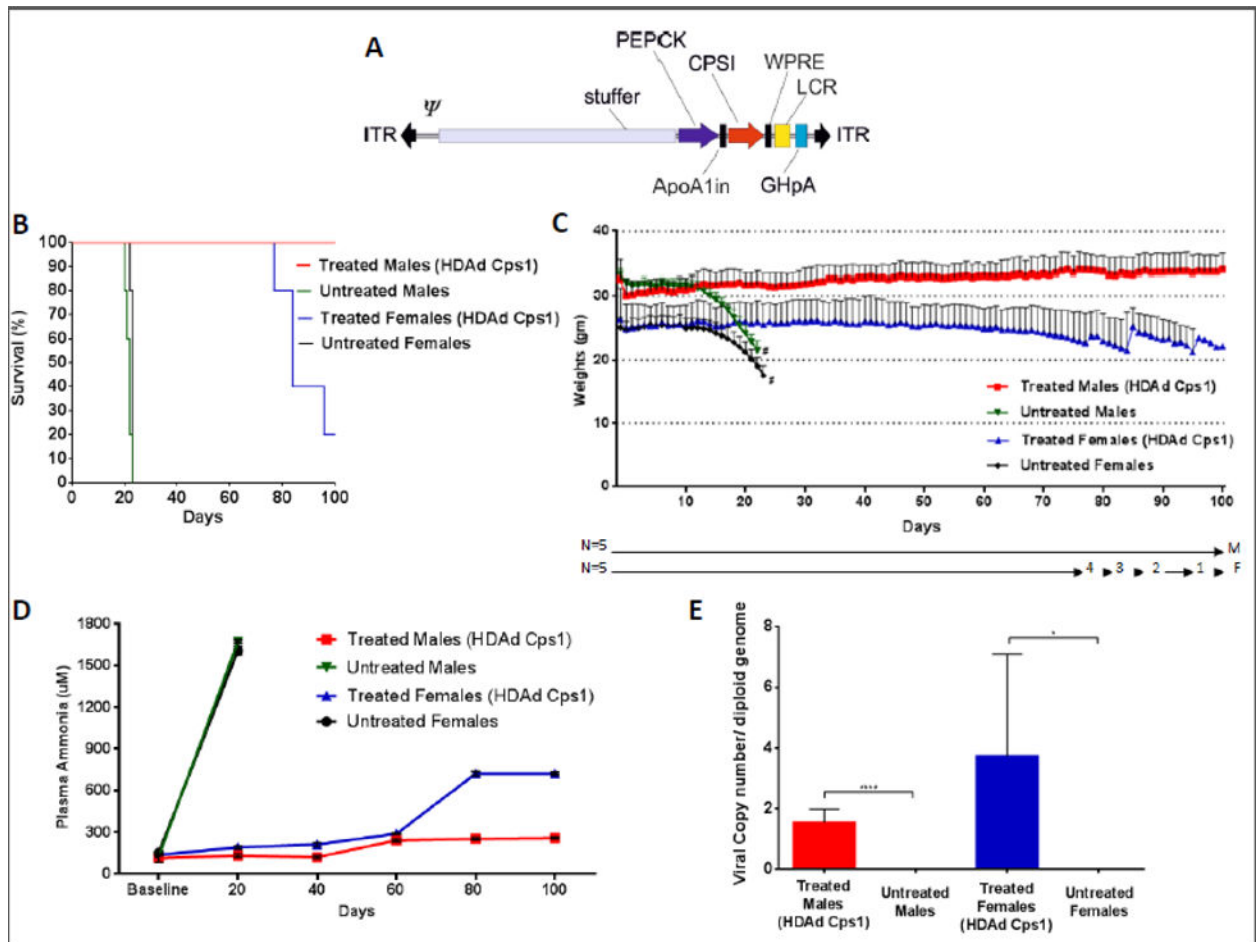 A
PEPCK
CPSI
WPRE
LCR
stuffer
Ψ
ITR
ITR
ApoA1in
GHpA
B
Survival (%)
100
90
80
70
60
50
40
30
20
10
0
0 20 40 60 80 100
Days
Treated Males (HDAd Cps1)
Untreated Males
Treated Females (HDAd Cps1)
Untreated Females
C
Weights (gm)
40
30
20
10
0
10 20 30 40 50 60 70 80 90 100
Days
Treated Males (HDAd Cps1)
Untreated Males
Treated Females (HDAd Cps1)
Untreated Females
#
#
N=5 M
N=5 4 3 2 1 F
D
Plasma Ammonia (uM)
1800
1500
1200
900
600
300
0
Baseline 20 40 60 80 100
Days
Treated Males (HDAd Cps1)
Untreated Males
Treated Females (HDAd Cps1)
Untreated Females
E
Viral Copy number/ diploid genome
8
6
4
2
0
*
Treated Males (HDAd Cps1)
Untreated Males
Treated Females (HDAd Cps1)
Untreated Females